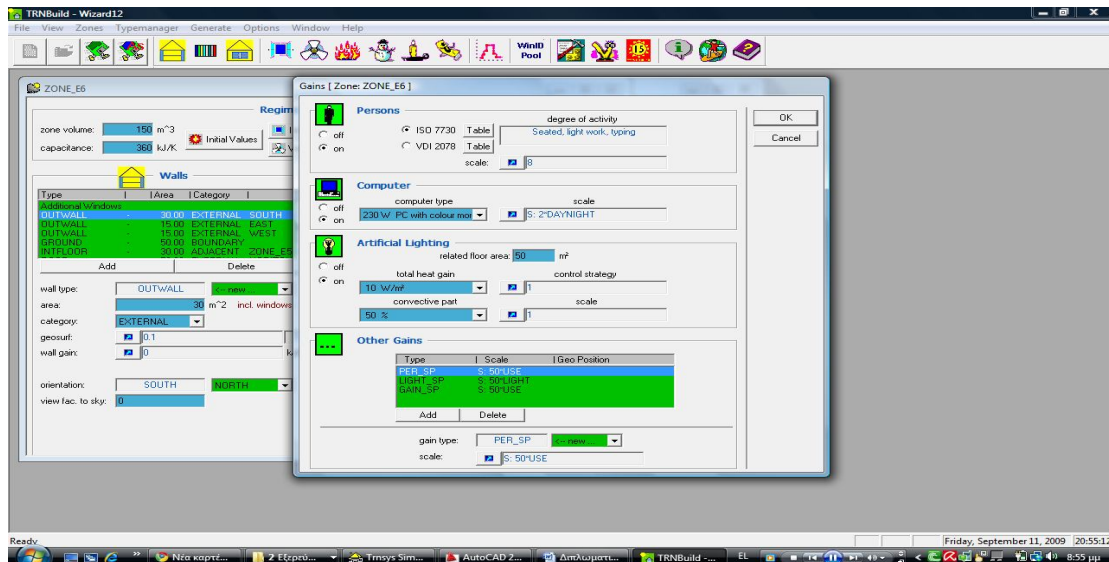 TRNBuild - Wizard12
File View Zones Typemanager Generate Options Window Help
WinID Pool
15
ZONE_E6
Regim
zone volume: 150 m^3
capacitance: 360 kJ/K
Initial Values
Walls
Type | | Area | Category |
Additional Windows
OUTWALL - 30.00 EXTERNAL SOUTH
OUTWALL - 15.00 EXTERNAL EAST
OUTWALL - 15.00 EXTERNAL WEST
GROUND - 50.00 BOUNDARY
INTFLOOR - 30.00 ADJACENT ZONE_E5
Add Delete
wall type: OUTWALL <-- new ...
area: 30 m^2 incl. windows
category: EXTERNAL
geosurf: 0.1
wall gain: 0
orientation: SOUTH NORTH
view fac. to sky: 0
Gains [ Zone: ZONE_E6 ]
Persons
off
on
ISO 7730 Table
VDI 2078 Table
degree of activity
Seated, light work, typing
scale: 8
Computer
off
on
computer type scale
230 W PC with colour mor S: 2*DAYNIGHT
Artificial Lighting
related floor area: 50 m²
off
on
total heat gain control strategy
10 W/m² 1
convective part scale
50 % 1
Other Gains
...
Type | Scale | Geo Position
PER_SP S: 50*USE
LIGHT_SP S: 50*LIGHT
GAIN_SP S: 50*USE
Add Delete
gain type: PER_SP <-- new ...
scale: S: 50*USE
OK
Cancel
Ready
Friday, September 11, 2009 20:55:12
Νέα καρτέ... 2 Εξερεύ... Trnsys Sim... AutoCAD 2... Διπλωματι... TRNBuild -... EL 8:55 μμ